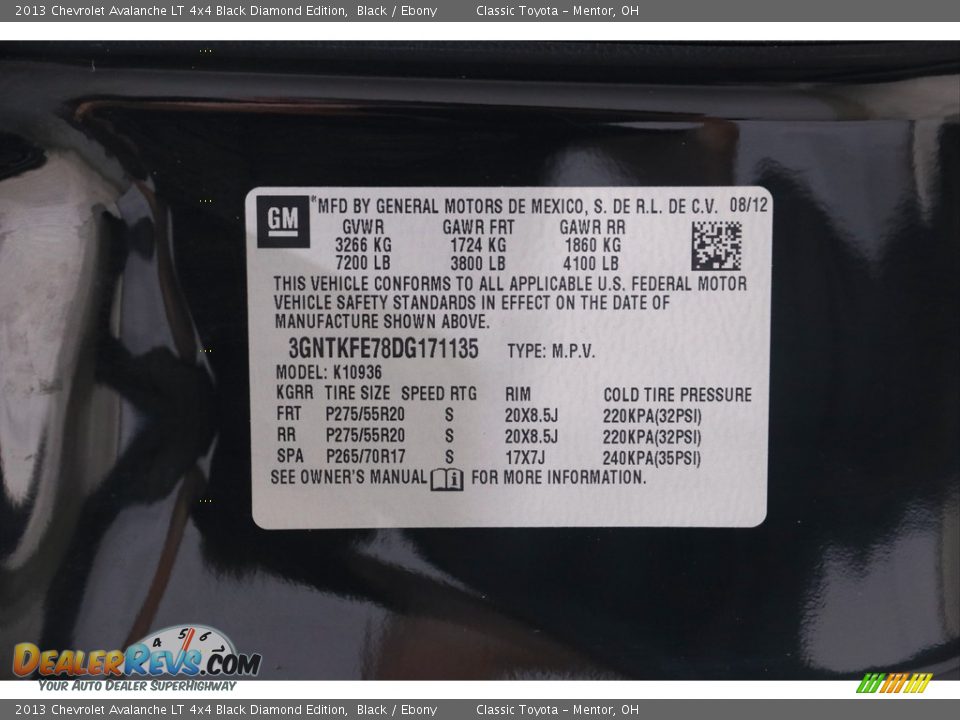 2013 Chevrolet Avalanche LT 4x4 Black Diamond Edition, Black / Ebony Classic Toyota - Mentor, OH
GM ® MFD BY GENERAL MOTORS DE MEXICO, S. DE R.L. DE C.V. 08/12
GVWR GAWR FRT GAWR RR
3266 KG 1724 KG 1860 KG
7200 LB 3800 LB 4100 LB
THIS VEHICLE CONFORMS TO ALL APPLICABLE U.S. FEDERAL MOTOR
VEHICLE SAFETY STANDARDS IN EFFECT ON THE DATE OF
MANUFACTURE SHOWN ABOVE.
3GNTKFE78DG171135 TYPE: M.P.V.
MODEL: K10936
KGRR TIRE SIZE SPEED RTG RIM COLD TIRE PRESSURE
FRT P275/55R20 S 20X8.5J 220KPA(32PSI)
RR P275/55R20 S 20X8.5J 220KPA(32PSI)
SPA P265/70R17 S 17X7J 240KPA(35PSI)
SEE OWNER'S MANUAL i FOR MORE INFORMATION.
4 5 6 7
DEALERREVS.COM
YOUR AUTO DEALER SUPERHIGHWAY
2013 Chevrolet Avalanche LT 4x4 Black Diamond Edition, Black / Ebony Classic Toyota - Mentor, OH